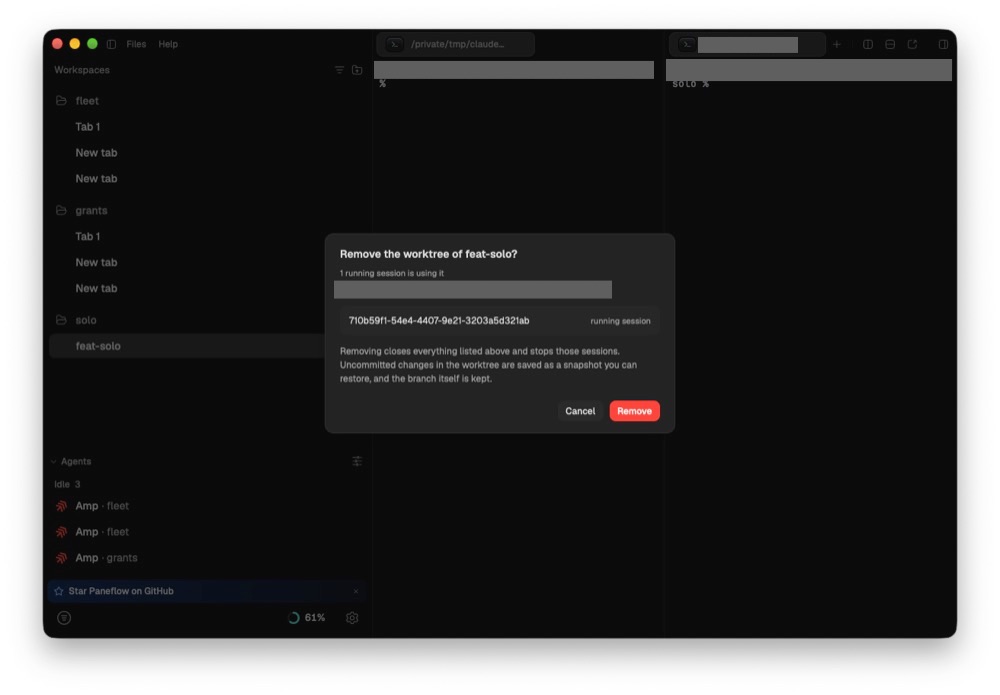 Files Help
/private/tmp/claude…
Workspaces
%
SOLO %
fleet
Tab 1
New tab
New tab
grants
Tab 1
New tab
New tab
solo
feat-solo
Remove the worktree of feat-solo?
1 running session is using it
710b59f1-54e4-4407-9e21-3203a5d321ab running session
Removing closes everything listed above and stops those sessions.
Uncommitted changes in the worktree are saved as a snapshot you can
restore, and the branch itself is kept.
Cancel Remove
Agents
Idle 3
Amp · fleet
Amp · fleet
Amp · grants
Star Paneflow on GitHub
61%